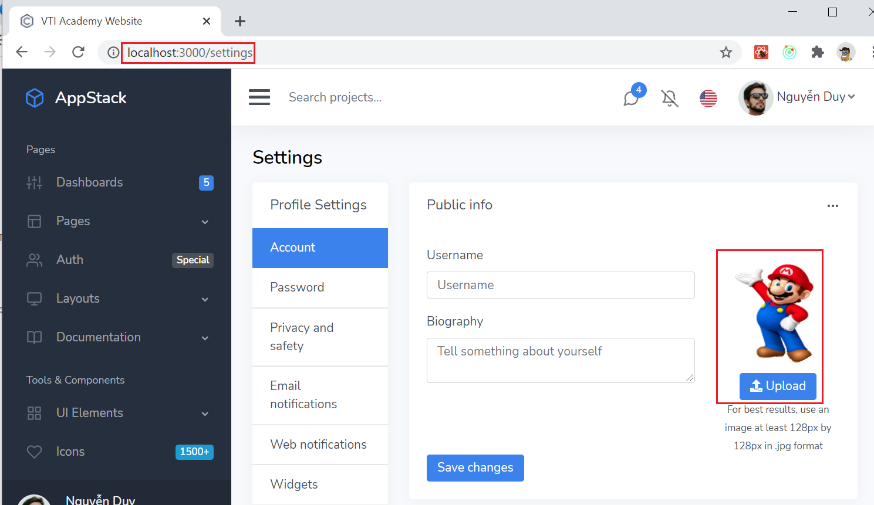 VTI Academy Website
localhost:3000/settings
AppStack
Search projects...
4
Nguyễn Duy
Pages
Dashboards
5
Pages
Auth
Special
Layouts
Documentation
Tools & Components
UI Elements
Icons
1500+
Nguyễn Duy
Settings
Profile Settings
Account
Password
Privacy and
safety
Email
notifications
Web notifications
Widgets
Public info
Username
Username
Biography
Tell something about yourself
Save changes
M
Upload
For best results, use an
image at least 128px by
128px in .jpg format